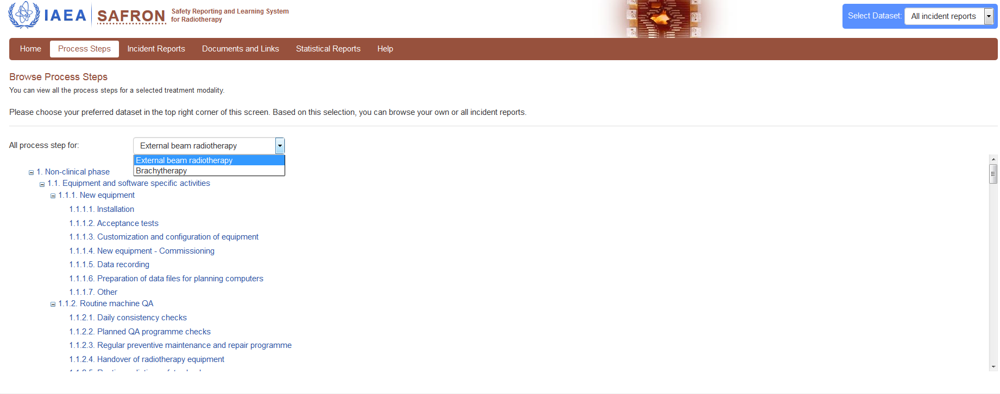 IAEA
SAFRON
Safety Reporting and Learning System
for Radiotherapy
Select Dataset: All incident reports
Home Process Steps Incident Reports Documents and Links Statistical Reports Help
Browse Process Steps
You can view all the process steps for a selected treatment modality.
Please choose your preferred dataset in the top right corner of this screen. Based on this selection, you can browse your own or all incident reports.
All process step for: External beam radiotherapy
External beam radiotherapy
Brachytherapy
1. Non-clinical phase
1.1. Equipment and software specific activities
1.1.1. New equipment
1.1.1.1. Installation
1.1.1.2. Acceptance tests
1.1.1.3. Customization and configuration of equipment
1.1.1.4. New equipment - Commissioning
1.1.1.5. Data recording
1.1.1.6. Preparation of data files for planning computers
1.1.1.7. Other
1.1.2. Routine machine QA
1.1.2.1. Daily consistency checks
1.1.2.2. Planned QA programme checks
1.1.2.3. Regular preventive maintenance and repair programme
1.1.2.4. Handover of radiotherapy equipment